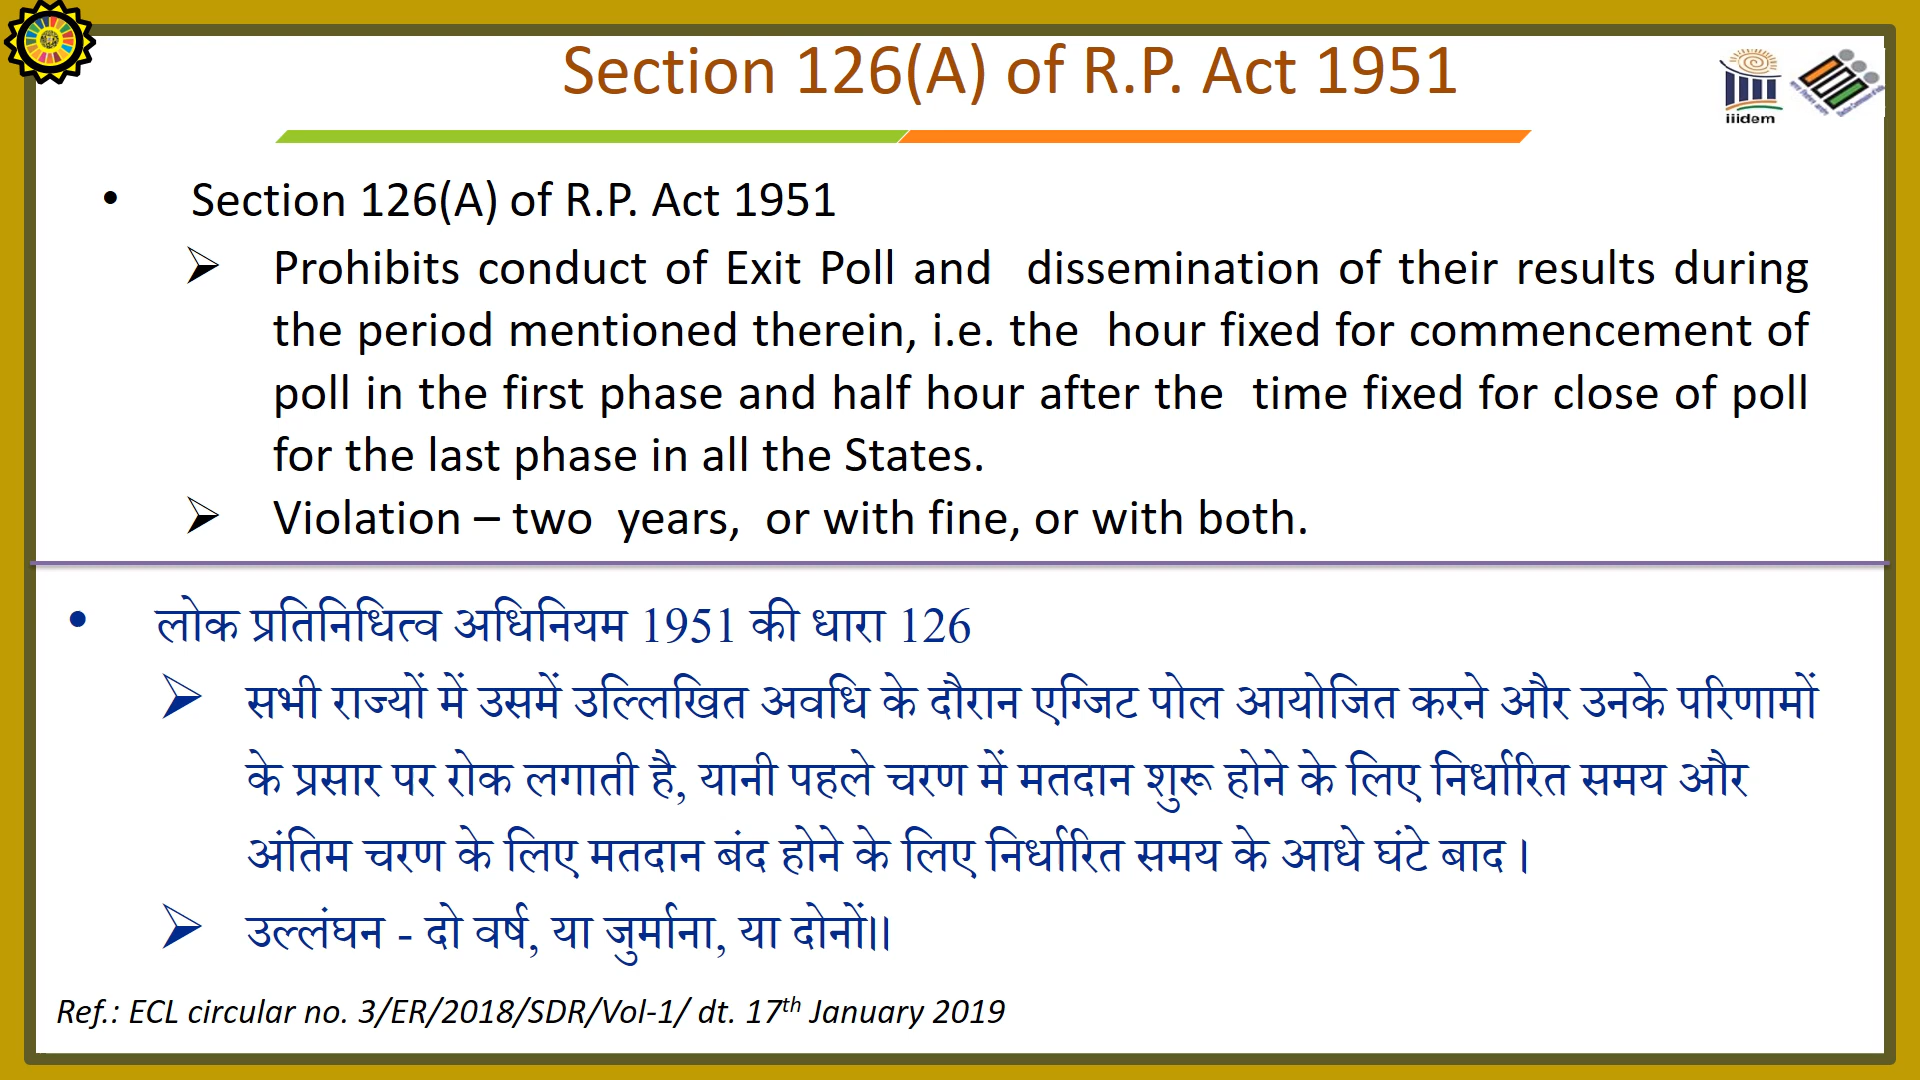 Section 126(A) of R.P. Act 1951
iiidem
• Section 126(A) of R.P. Act 1951
➢ Prohibits conduct of Exit Poll and dissemination of their results during
the period mentioned therein, i.e. the hour fixed for commencement of
poll in the first phase and half hour after the time fixed for close of poll
for the last phase in all the States.
➢ Violation – two years, or with fine, or with both.
• लोक प्रतिनिधित्व अधिनियम 1951 की धारा 126
➢ सभी राज्यों में उसमें उल्लिखित अवधि के दौरान एग्जिट पोल आयोजित करने और उनके परिणामों
के प्रसार पर रोक लगाती है, यानी पहले चरण में मतदान शुरू होने के लिए निर्धारित समय और
अंतिम चरण के लिए मतदान बंद होने के लिए निर्धारित समय के आधे घंटे बाद।
➢ उल्लंघन - दो वर्ष, या जुर्माना, या दोनों॥
Ref.: ECL circular no. 3/ER/2018/SDR/Vol-1/ dt. 17th January 2019